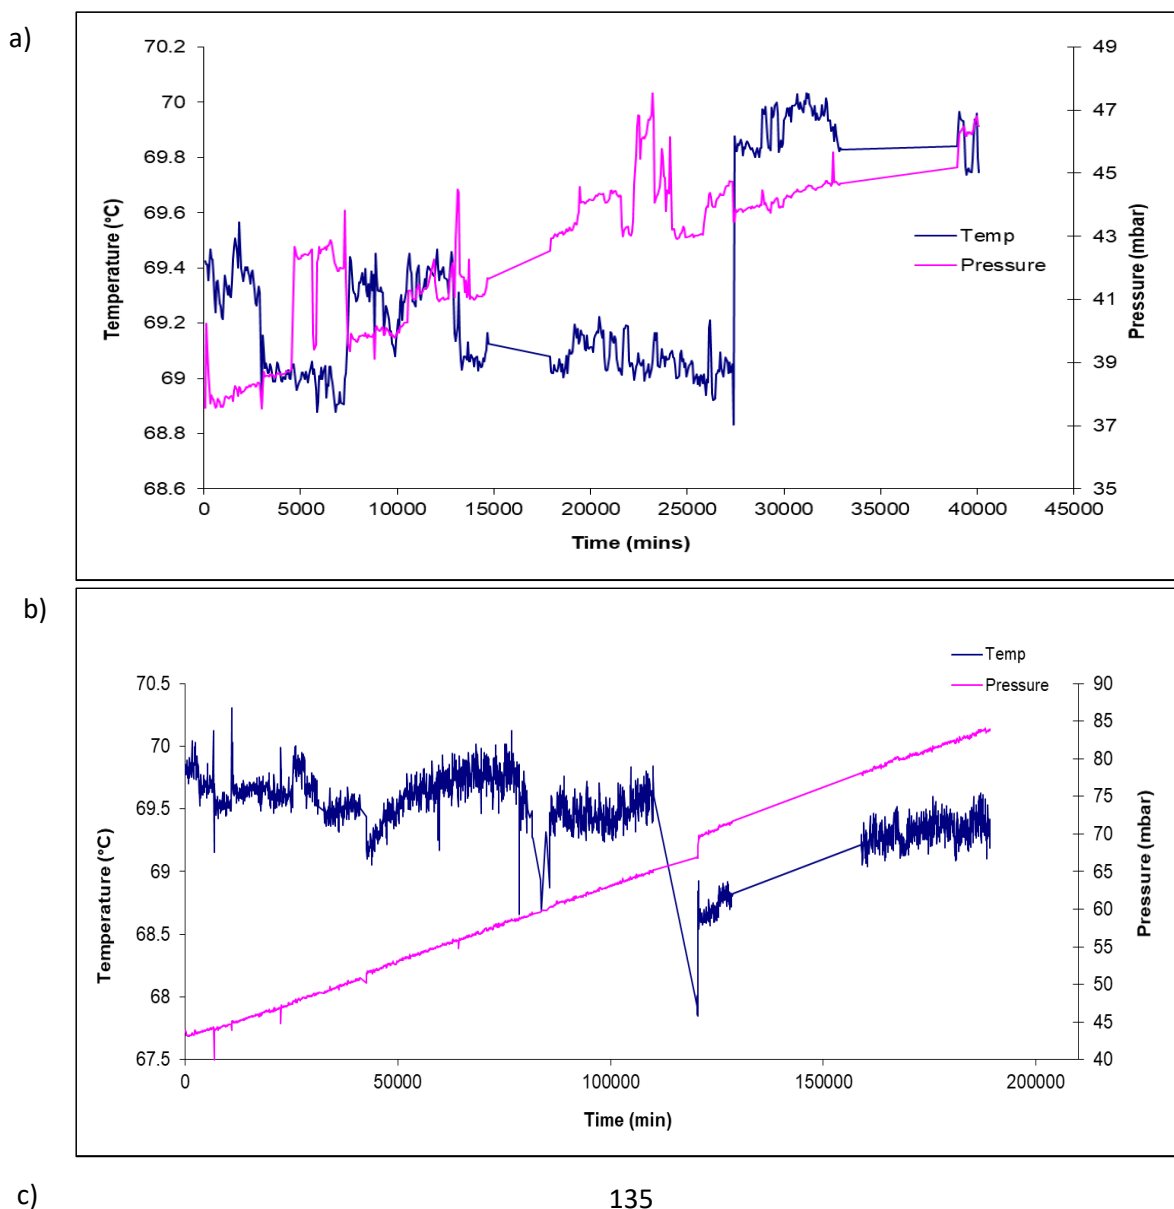 a)
70.2
70
69.8
69.6
69.4
69.2
69
68.8
68.6
Temperature (°C)
49
47
45
43
41
39
37
35
Pressure (mbar)
Temp
Pressure
0 5000 10000 15000 20000 25000 30000 35000 40000 45000
Time (mins)
b)
Temp
Pressure
70.5
70
69.5
69
68.5
68
67.5
Temperature (°C)
90
85
80
75
70
65
60
55
50
45
40
Pressure (mbar)
0 50000 100000 150000 200000
Time (min)
c)
135